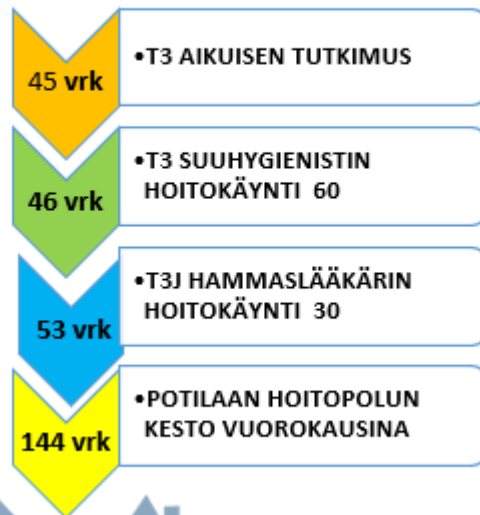 45 vrk
•T3 AIKUISEN TUTKIMUS
46 vrk
•T3 SUUHYGIENISTIN
HOITOKÄYNTI 60
53 vrk
•T3J HAMMASLÄÄKÄRIN
HOITOKÄYNTI 30
144 vrk
•POTILAAN HOITOPOLUN
KESTO VUOROKAUSINA